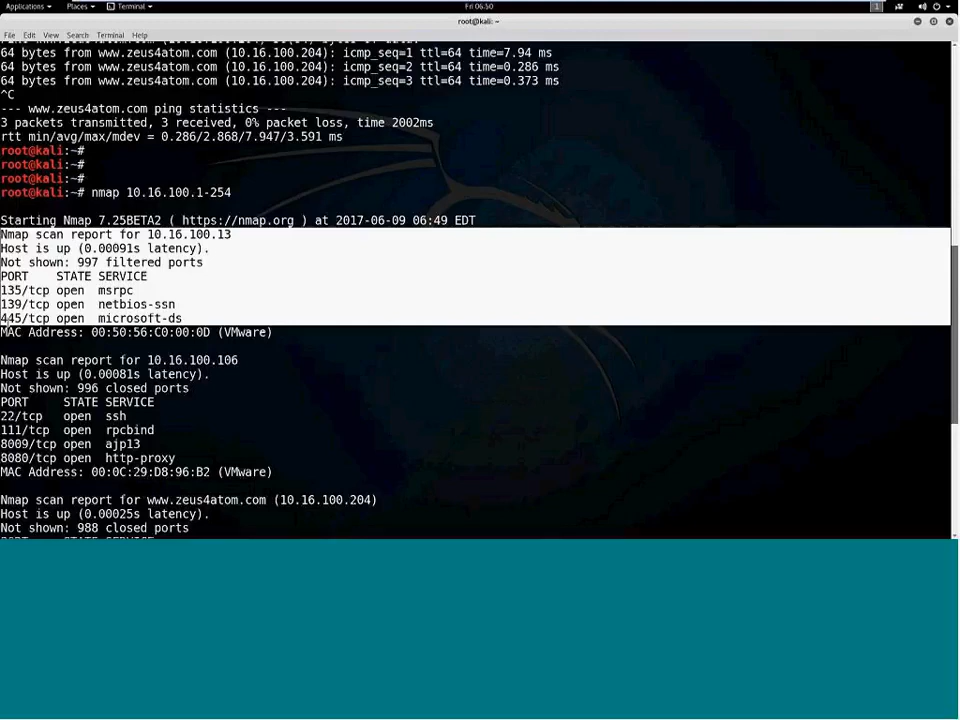 Applications Places Terminal Fri 06:50 1
root@kali: ~
File Edit View Search Terminal Help
64 bytes from www.zeus4atom.com (10.16.100.204): icmp_seq=1 ttl=64 time=7.94 ms
64 bytes from www.zeus4atom.com (10.16.100.204): icmp_seq=2 ttl=64 time=0.286 ms
64 bytes from www.zeus4atom.com (10.16.100.204): icmp_seq=3 ttl=64 time=0.373 ms
^C
--- www.zeus4atom.com ping statistics ---
3 packets transmitted, 3 received, 0% packet loss, time 2002ms
rtt min/avg/max/mdev = 0.286/2.868/7.947/3.591 ms
root@kali:~#
root@kali:~#
root@kali:~#
root@kali:~# nmap 10.16.100.1-254
Starting Nmap 7.25BETA2 ( https://nmap.org ) at 2017-06-09 06:49 EDT
Nmap scan report for 10.16.100.13
Host is up (0.00091s latency).
Not shown: 997 filtered ports
PORT STATE SERVICE
135/tcp open msrpc
139/tcp open netbios-ssn
445/tcp open microsoft-ds
MAC Address: 00:50:56:C0:00:0D (VMware)
Nmap scan report for 10.16.100.106
Host is up (0.00081s latency).
Not shown: 996 closed ports
PORT STATE SERVICE
22/tcp open ssh
111/tcp open rpcbind
8009/tcp open ajp13
8080/tcp open http-proxy
MAC Address: 00:0C:29:D8:96:B2 (VMware)
Nmap scan report for www.zeus4atom.com (10.16.100.204)
Host is up (0.00025s latency).
Not shown: 988 closed ports